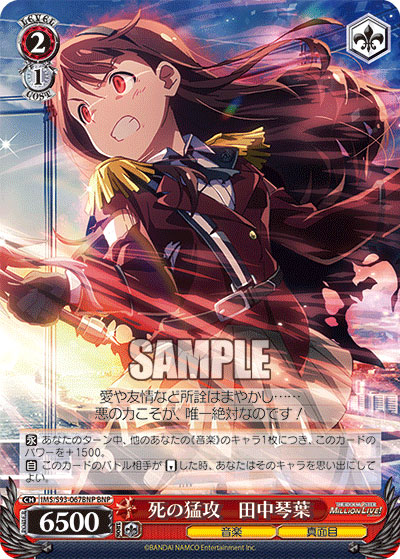 LEVEL
2
1
COST
SAMPLE
愛や友情など所詮はまやかし……
悪の力こそが、唯一絶対なのです！
永 あなたのターン中、他のあなたの《音楽》のキャラ1枚につき、このカードの
パワーを＋1500。
自 このカードのバトル相手が した時、あなたはそのキャラを思い出にし
てよい。
CH IMS/S93-067BNP BNP
THE IDOLM@STER
MILLION LIVE!
6500
死の猛攻 田中琴葉
音楽
真面目
©BANDAI NAMCO Entertainment Inc.